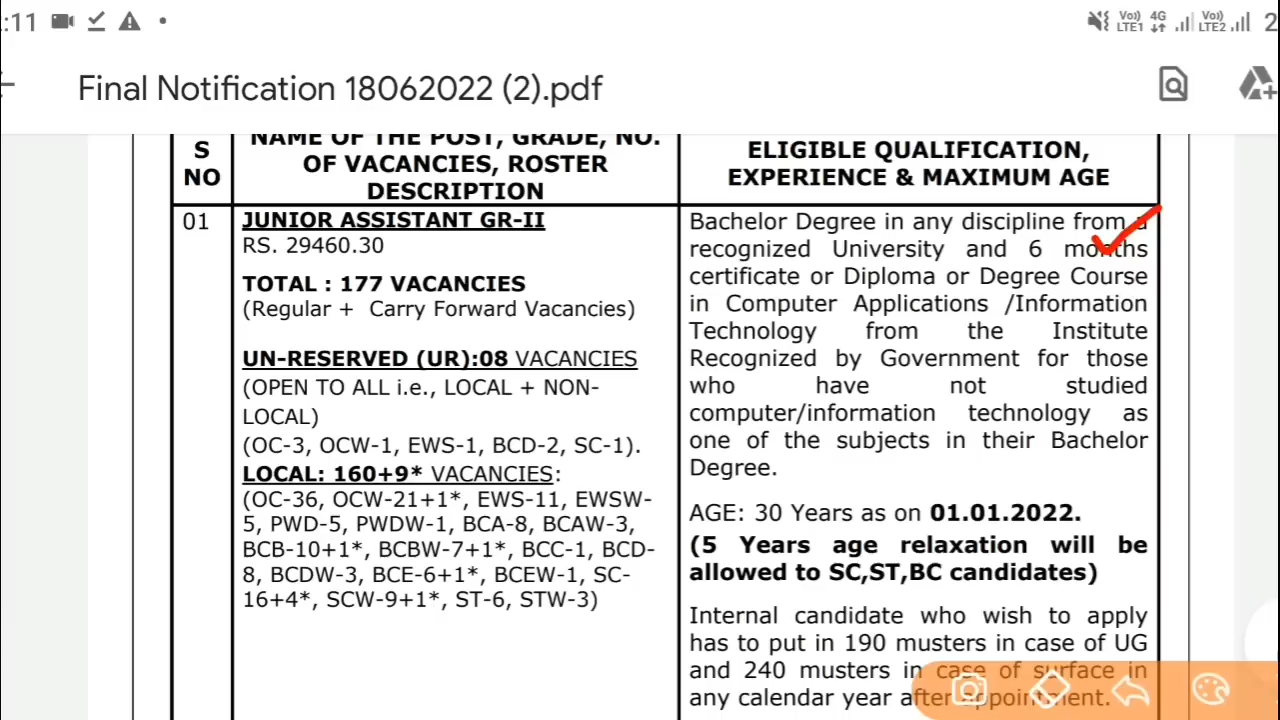 :11 Vo)) 4G Vo)) 2
LTE1 LTE2
Final Notification 18062022 (2).pdf
S NO
NAME OF THE POST, GRADE, NO.
OF VACANCIES, ROSTER
DESCRIPTION
ELIGIBLE QUALIFICATION,
EXPERIENCE & MAXIMUM AGE
01
JUNIOR ASSISTANT GR-II
RS. 29460.30
TOTAL : 177 VACANCIES
(Regular + Carry Forward Vacancies)
UN-RESERVED (UR):08 VACANCIES
(OPEN TO ALL i.e., LOCAL + NON-
LOCAL)
(OC-3, OCW-1, EWS-1, BCD-2, SC-1).
LOCAL: 160+9* VACANCIES:
(OC-36, OCW-21+1*, EWS-11, EWSW-
5, PWD-5, PWDW-1, BCA-8, BCAW-3,
BCB-10+1*, BCBW-7+1*, BCC-1, BCD-
8, BCDW-3, BCE-6+1*, BCEW-1, SC-
16+4*, SCW-9+1*, ST-6, STW-3)
Bachelor Degree in any discipline from a
recognized University and 6 months
certificate or Diploma or Degree Course
in Computer Applications /Information
Technology from the Institute
Recognized by Government for those
who have not studied
computer/information technology as
one of the subjects in their Bachelor
Degree.
AGE: 30 Years as on 01.01.2022.
(5 Years age relaxation will be
allowed to SC,ST,BC candidates)
Internal candidate who wish to apply
has to put in 190 musters in case of UG
and 240 musters in case of surface in
any calendar year after appointment.